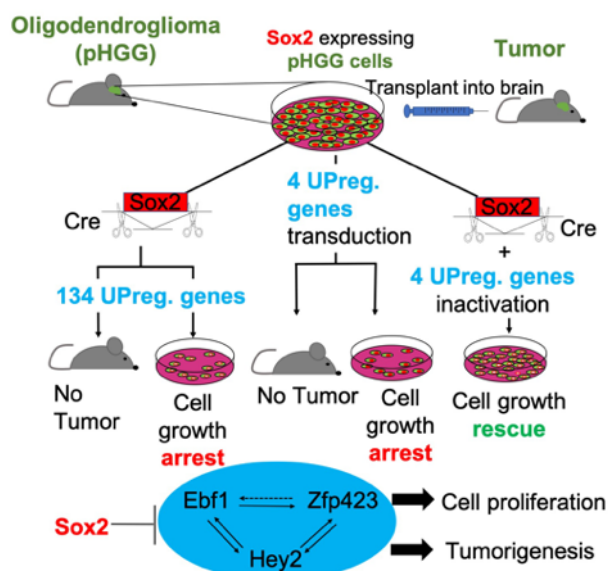 Oligodendroglioma
(pHGG)
Sox2 expressing
pHGG cells
Tumor
Transplant into brain
Sox2
Cre
4 UPreg.
genes
transduction
Sox2
Cre
+
134 UPreg. genes
4 UPreg. genes
inactivation
No
Tumor
Cell
growth
arrest
No Tumor
Cell
growth
arrest
Cell growth
rescue
Sox2
Ebf1
Zfp423
Hey2
Cell proliferation
Tumorigenesis